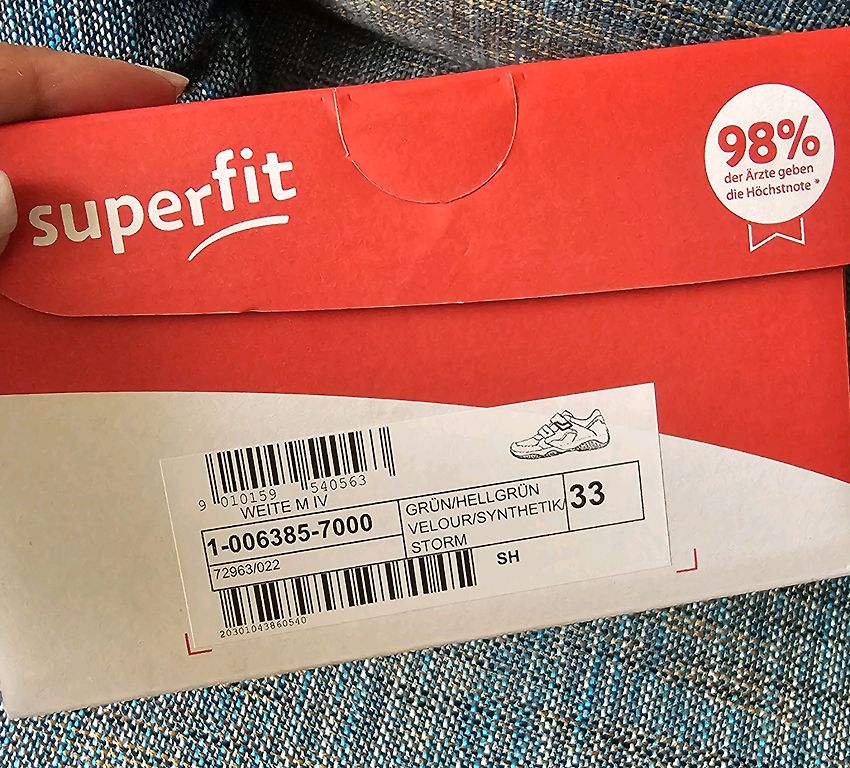 superfit
98%
der Ärzte geben
die Höchstnote *
9 010159 540563
WEITE M IV
1-006385-7000
72963/022
GRÜN/HELLGRÜN
VELOUR/SYNTHETIK/
STORM
33
SH
20301043860540